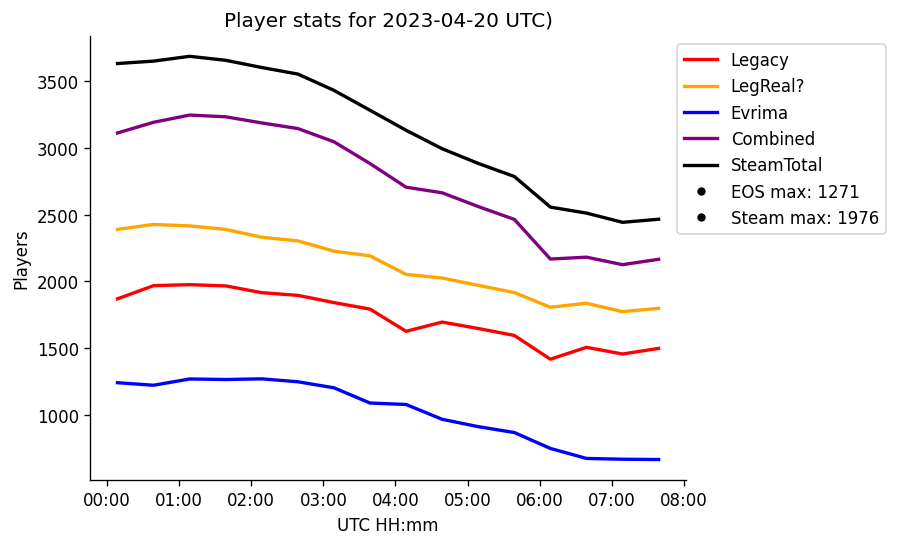 Player stats for 2023-04-20 UTC)
Players
3500
3000
2500
2000
1500
1000
00:00 01:00 02:00 03:00 04:00 05:00 06:00 07:00 08:00
UTC HH:mm
Legacy
LegReal?
Evrima
Combined
SteamTotal
EOS max: 1271
Steam max: 1976